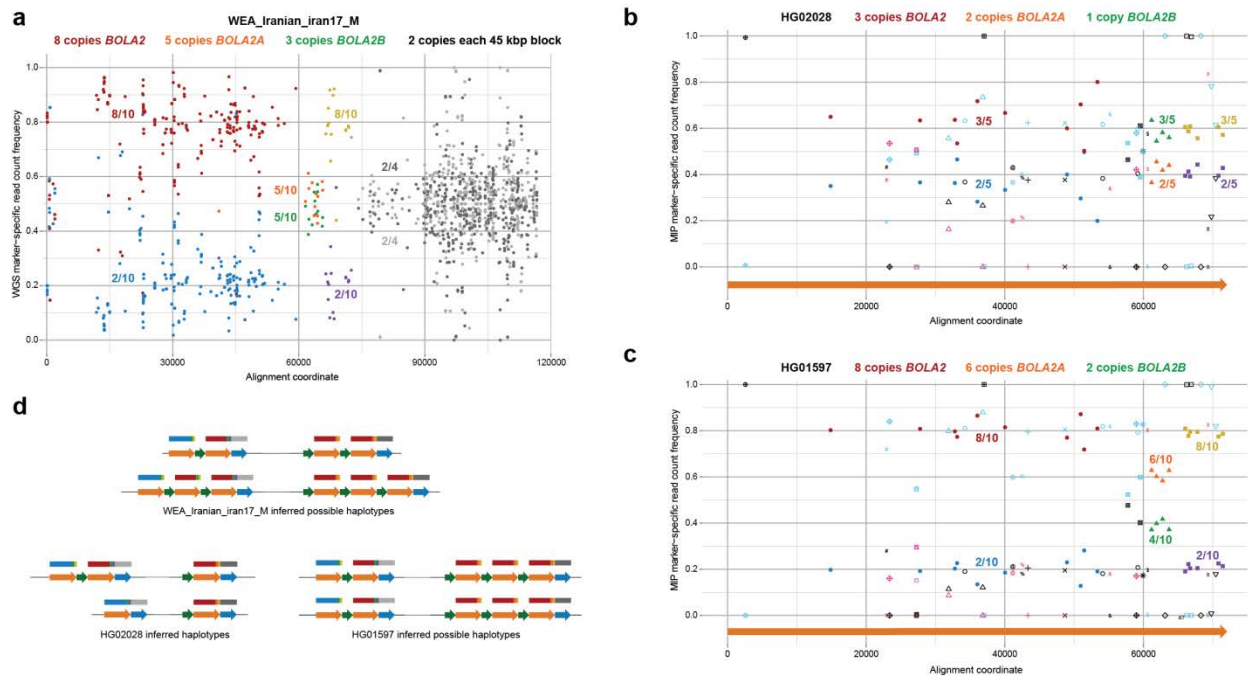 a
WEA_Iranian_iran17_M
8 copies BOLA2 5 copies BOLA2A 3 copies BOLA2B 2 copies each 45 kbp block
WGS marker-specific read count frequency
1.0
0.8
0.6
0.4
0.2
0.0
8/10
8/10
2/4
5/10
5/10
2/4
2/10
2/10
0 30000 60000 90000 120000
Alignment coordinate
b
HG02028 3 copies BOLA2 2 copies BOLA2A 1 copy BOLA2B
MIP marker-specific read count frequency
1.0
0.8
0.6
0.4
0.2
0.0
3/5
3/5
3/5
2/5
2/5
2/5
0 20000 40000 60000
Alignment coordinate
c
HG01597 8 copies BOLA2 6 copies BOLA2A 2 copies BOLA2B
MIP marker-specific read count frequency
1.0
0.8
0.6
0.4
0.2
0.0
8/10
8/10
6/10
4/10
2/10
2/10
0 20000 40000 60000
Alignment coordinate
d
WEA_Iranian_iran17_M inferred possible haplotypes
HG02028 inferred haplotypes
HG01597 inferred possible haplotypes